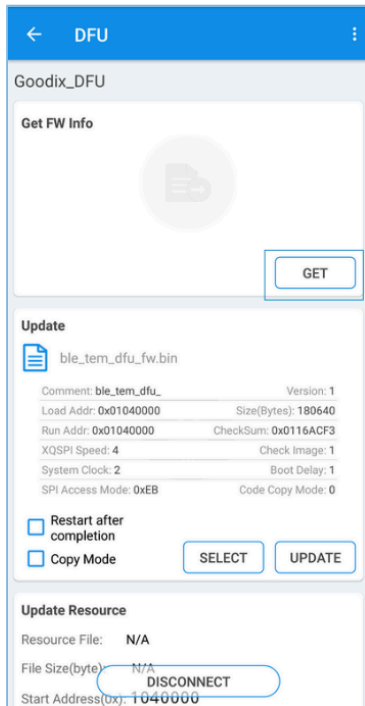 DFU
Goodix_DFU
Get FW Info
GET
Update
ble_tem_dfu_fw.bin
Comment: ble_tem_dfu_ Version: 1
Load Addr: 0x01040000 Size(Bytes): 180640
Run Addr: 0x01040000 CheckSum: 0x0116ACF3
XQSPI Speed: 4 Check Image: 1
System Clock: 2 Boot Delay: 1
SPI Access Mode: 0xEB Code Copy Mode: 0
Restart after
completion
Copy Mode SELECT UPDATE
Update Resource
Resource File: N/A
File Size(byte): N/A
DISCONNECT
Start Address(0x): 1040000